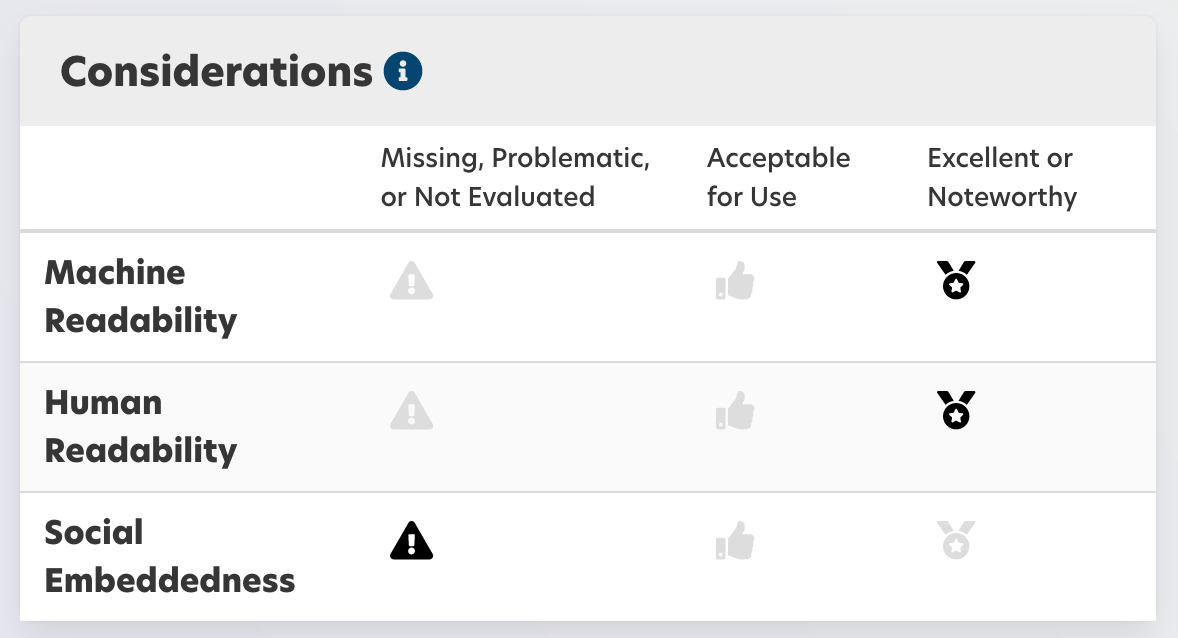 Considerations
Missing, Problematic,
or Not Evaluated
Acceptable
for Use
Excellent or
Noteworthy
Machine
Readability
Human
Readability
Social
Embeddedness